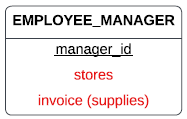 EMPLOYEE_MANAGER
manager_id
stores
invoice (supplies)